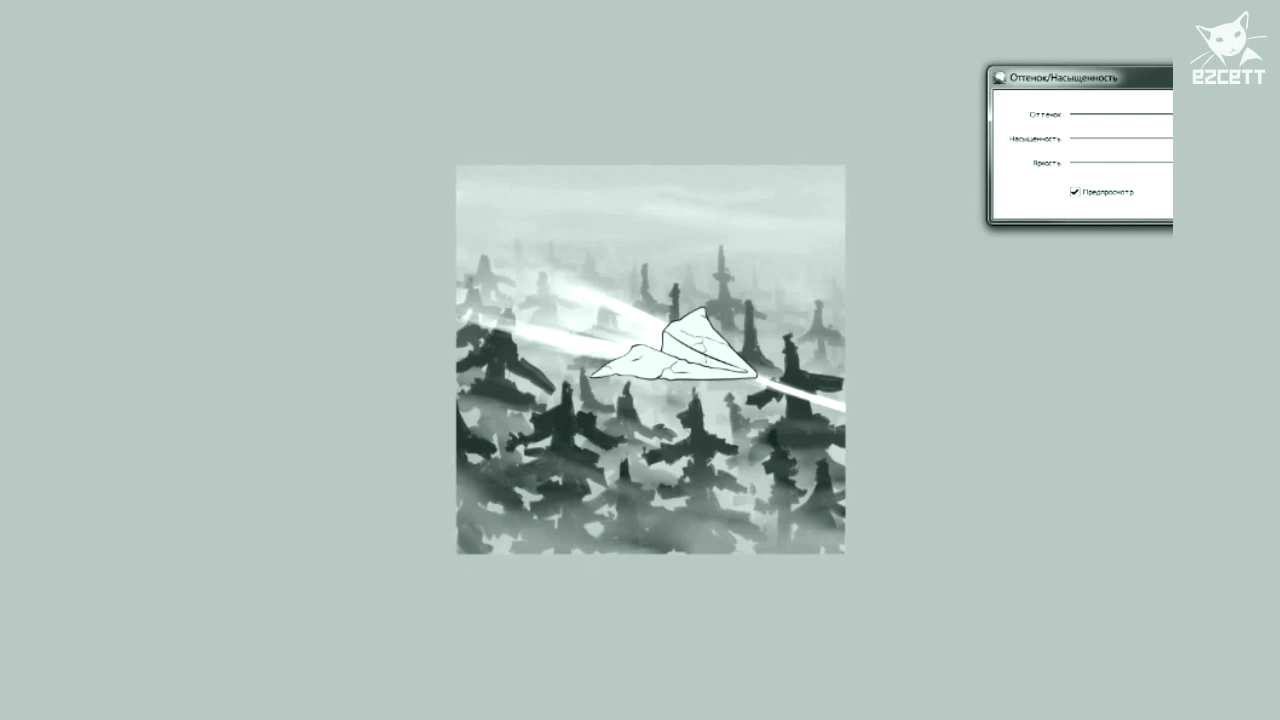 ezcett
Оттенок/Насыщенность
Оттенок
Насыщенность
Яркость
Предпросмотр